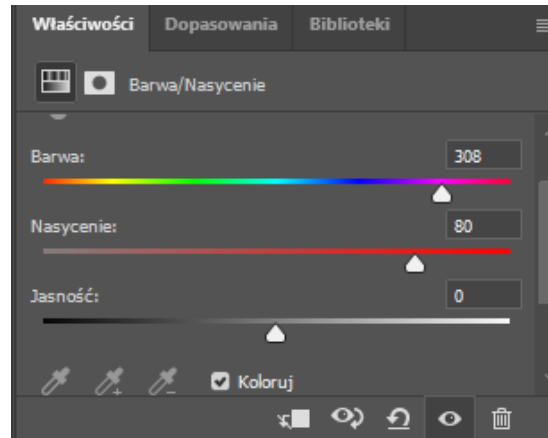 Właściwości Dopasowania Biblioteki
Barwa/Nasycenie
Barwa: 308
Nasycenie: 80
Jasność: 0
Koloruj